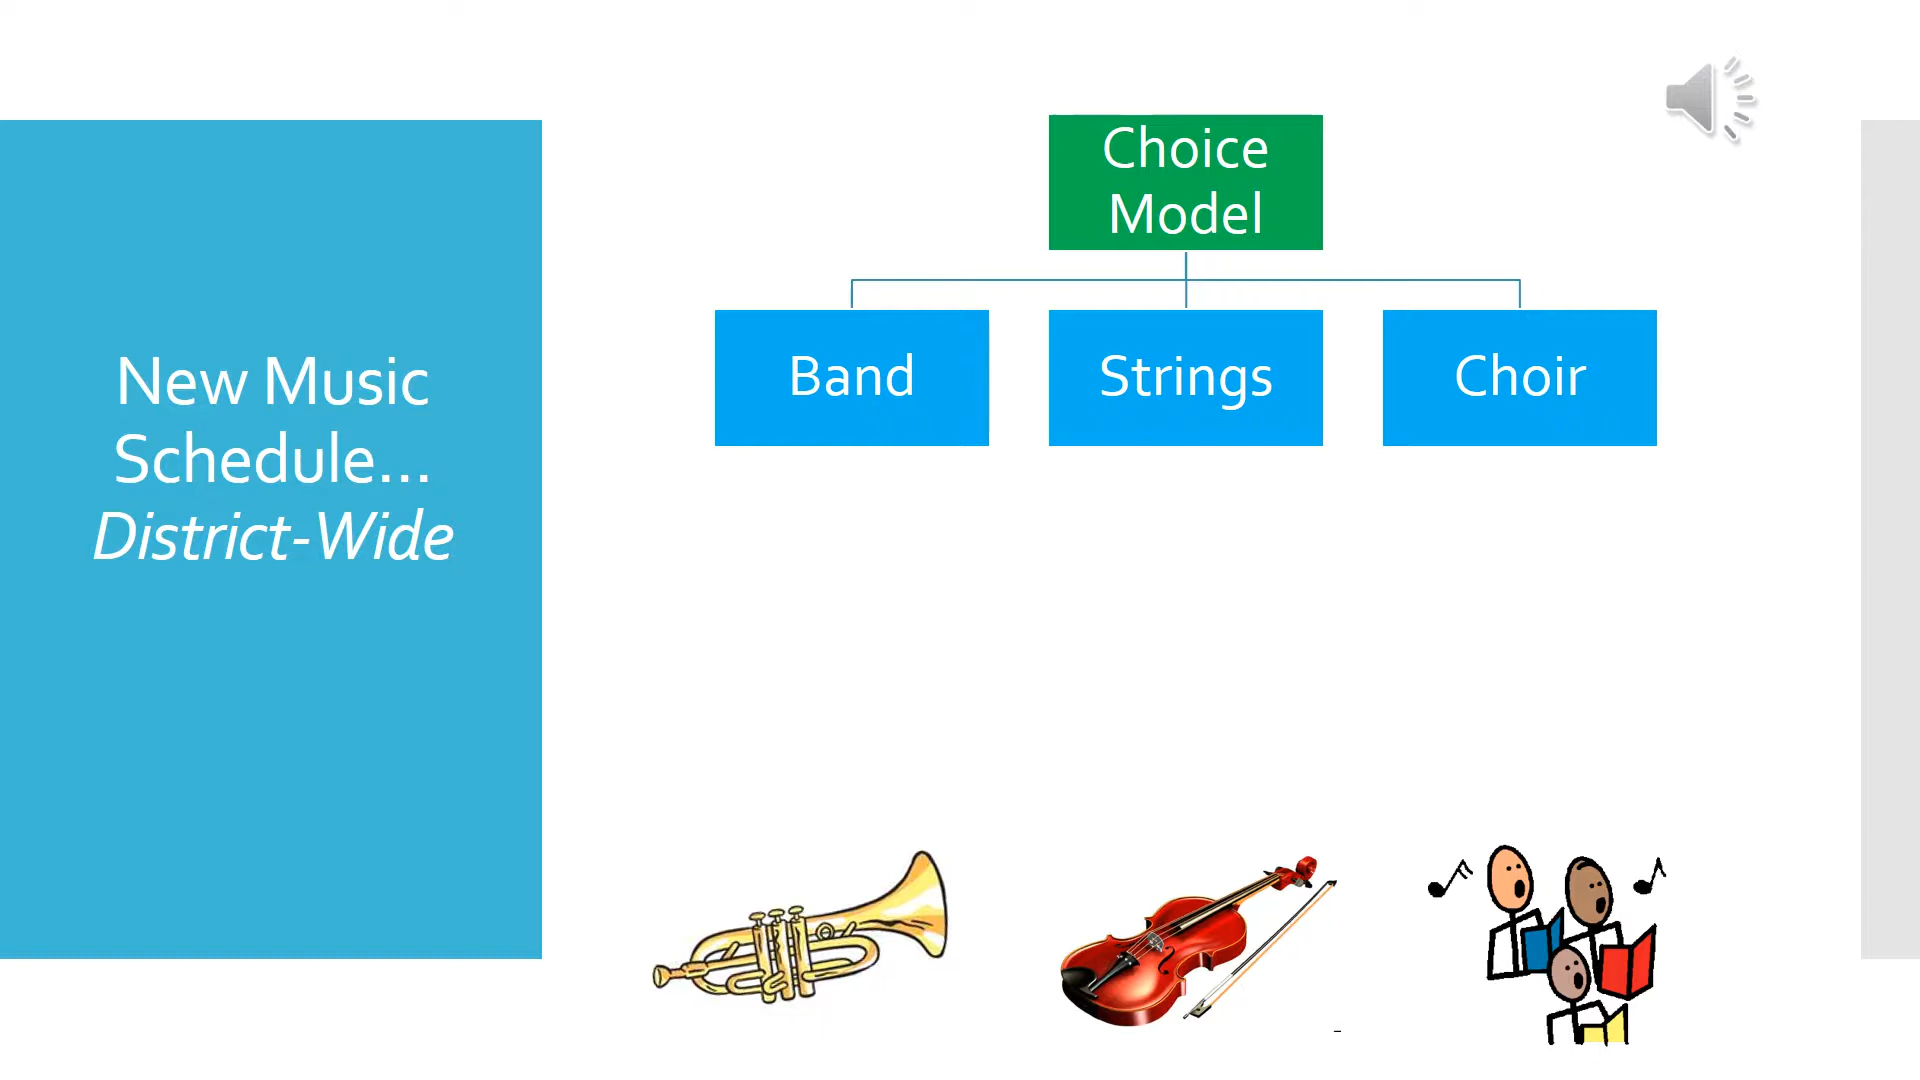 New Music
Schedule...
District-Wide
Choice
Model
Band
Strings
Choir